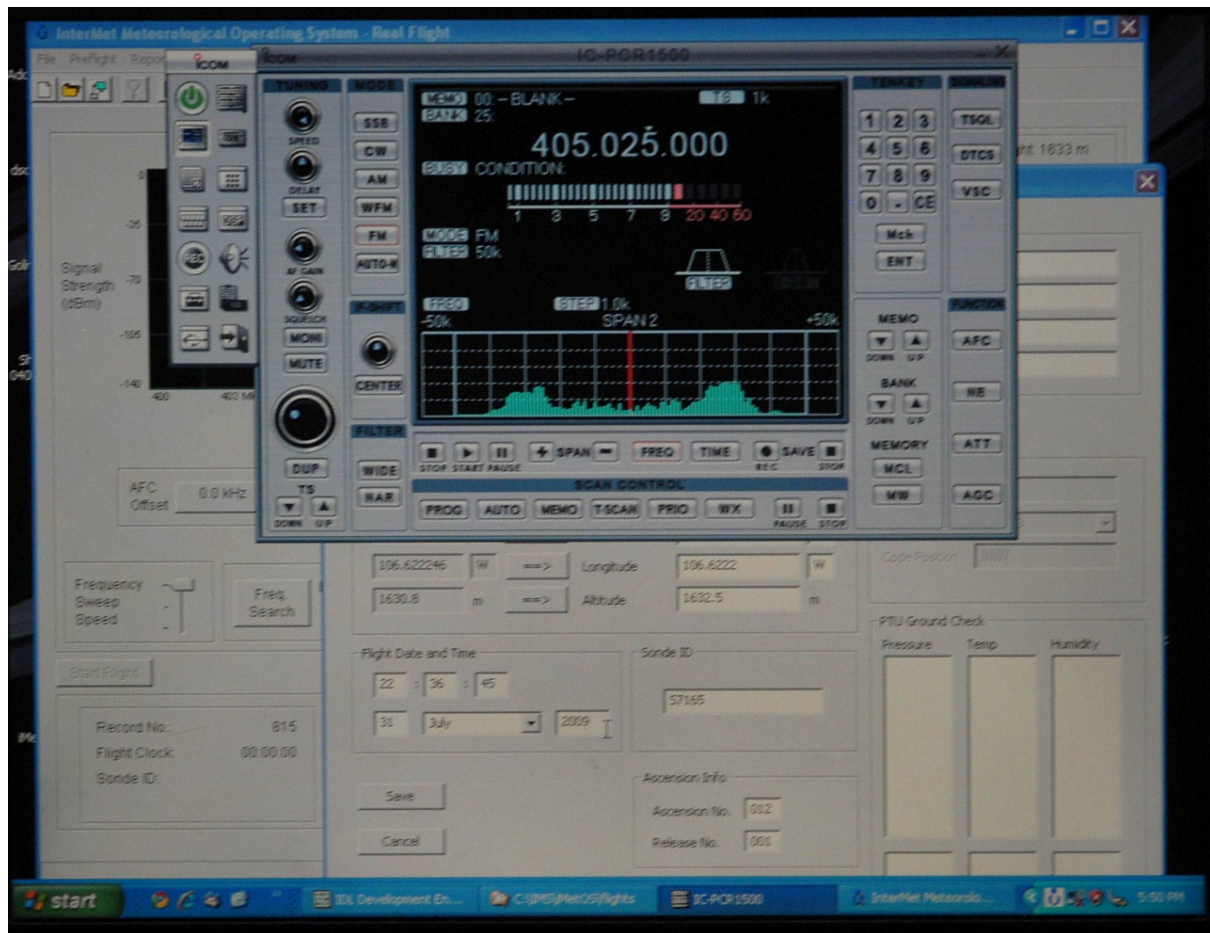 InterMet Meteorological Operating System - Real Flight
File Preflight Repor
ICOM
ICOM IC-PCR1500
TUNING
SPEED
DELAY
SET
AF GAIN
SQUELCH
MONI
MUTE
DUP
TS
DOWN UP
MODE
SSB
CW
AM
WFM
FM
AUTO-M
IF-SHIFT
CENTER
FILTER
WIDE
NAR
MEMO 00: - BLANK - TS 1k
BANK 25:
405.025.000
BUSY CONDITION:
1 3 5 7 9 20 40 60
MODE FM
FILTER 50k
FILTER
FREQ STEP 1.0k
-50k SPAN 2 +50k
STOP START PAUSE + SPAN - FREQ TIME REC SAVE STOP
SCAN CONTROL
PROG AUTO MEMO T-SCAN PRIO WX PAUSE STOP
TENKEY
1 2 3
4 5 6
7 8 9
0 . CE
Mch
ENT
MEMO
DOWN UP
BANK
DOWN UP
MEMORY
MCL
MW
SIGNALING
TSQL
DTCS
VSC
FUNCTION
AFC
NB
ATT
AGC
DSP
REC
ght: 1633 m
0
-35
Signal
Strength
(dBm)
-70
-105
-140
400 403 MH
AFC
Offset
0.0 kHz
Frequency
Sweep
Speed
Freq.
Search
Start Flight
Record No.: 815
Flight Clock: 00:00:00
Sonde ID:
106.622246 W ==> Longitude 106.6222 W
1630.8 m ==> Altitude 1632.5 m
Code Position //////
Flight Date and Time
22 : 36 : 45
31 July 2009
Sonde ID
57165
Save
Cancel
Ascension Info
Ascension No. 012
Release No. 001
PTU Ground Check
Pressure Temp Humidity
start
IDL Development En...
C:\IMS\MetOS\flights
IC-PCR1500
InterMet Meteorolo...
5:50 PM